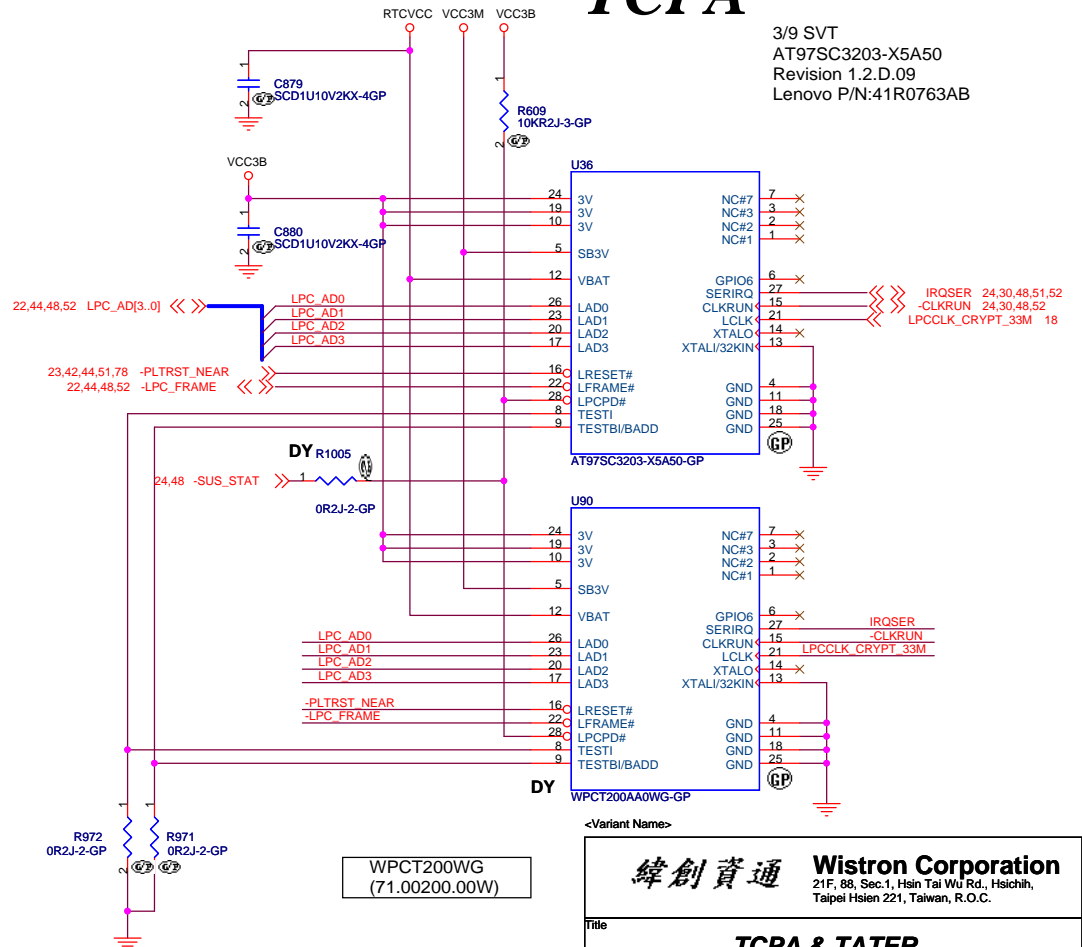 TCPA
RTCVCC VCC3M VCC3B
3/9 SVT
AT97SC3203-X5A50
Revision 1.2.D.09
Lenovo P/N:41R0763AB
1
C879
SCD1U10V2KX-4GP
2
G/P
1
R609
10KR2J-3-GP
2
G/P
VCC3B
1
C880
SCD1U10V2KX-4GP
2
G/P
U36
24 3V NC#7 7
19 3V NC#3 3
10 3V NC#2 2
NC#1 1
5 SB3V
12 VBAT GPIO6 6
SERIRQ 27 IRQSER 24,30,48,51,52
22,44,48,52 LPC_AD[3..0] LPC_AD0 26 LAD0 CLKRUN 15 -CLKRUN 24,30,48,52
LPC_AD1 23 LAD1 LCLK 21 LPCCLK_CRYPT_33M 18
LPC_AD2 20 LAD2 XTALO 14
LPC_AD3 17 LAD3 XTALI/32KIN 13
23,42,44,51,78 -PLTRST_NEAR 16 LRESET# GND 4
22,44,48,52 -LPC_FRAME 22 LFRAME# GND 11
28 LPCPD# GND 18
8 TESTI GND 25
9 TESTBI/BADD
GP
AT97SC3203-X5A50-GP
DY R1005
24,48 -SUS_STAT 1
0R2J-2-GP
U90
24 3V NC#7 7
19 3V NC#3 3
10 3V NC#2 2
NC#1 1
5 SB3V
12 VBAT GPIO6 6
SERIRQ 27 IRQSER
LPC_AD0 26 LAD0 CLKRUN 15 -CLKRUN
LPC_AD1 23 LAD1 LCLK 21 LPCCLK_CRYPT_33M
LPC_AD2 20 LAD2 XTALO 14
LPC_AD3 17 LAD3 XTALI/32KIN 13
-PLTRST_NEAR 16 LRESET# GND 4
-LPC_FRAME 22 LFRAME# GND 11
28 LPCPD# GND 18
8 TESTI GND 25
9 TESTBI/BADD
GP
DY WPCT200AA0WG-GP
1 1
R972 R971
0R2J-2-GP 0R2J-2-GP
2 G/P G/P
WPCT200WG
(71.00200.00W)
<Variant Name>
緯創資通 Wistron Corporation
21F, 88, Sec.1, Hsin Tai Wu Rd., Hsichih,
Taipei Hsien 221, Taiwan, R.O.C.
Title
TCPA & TATER